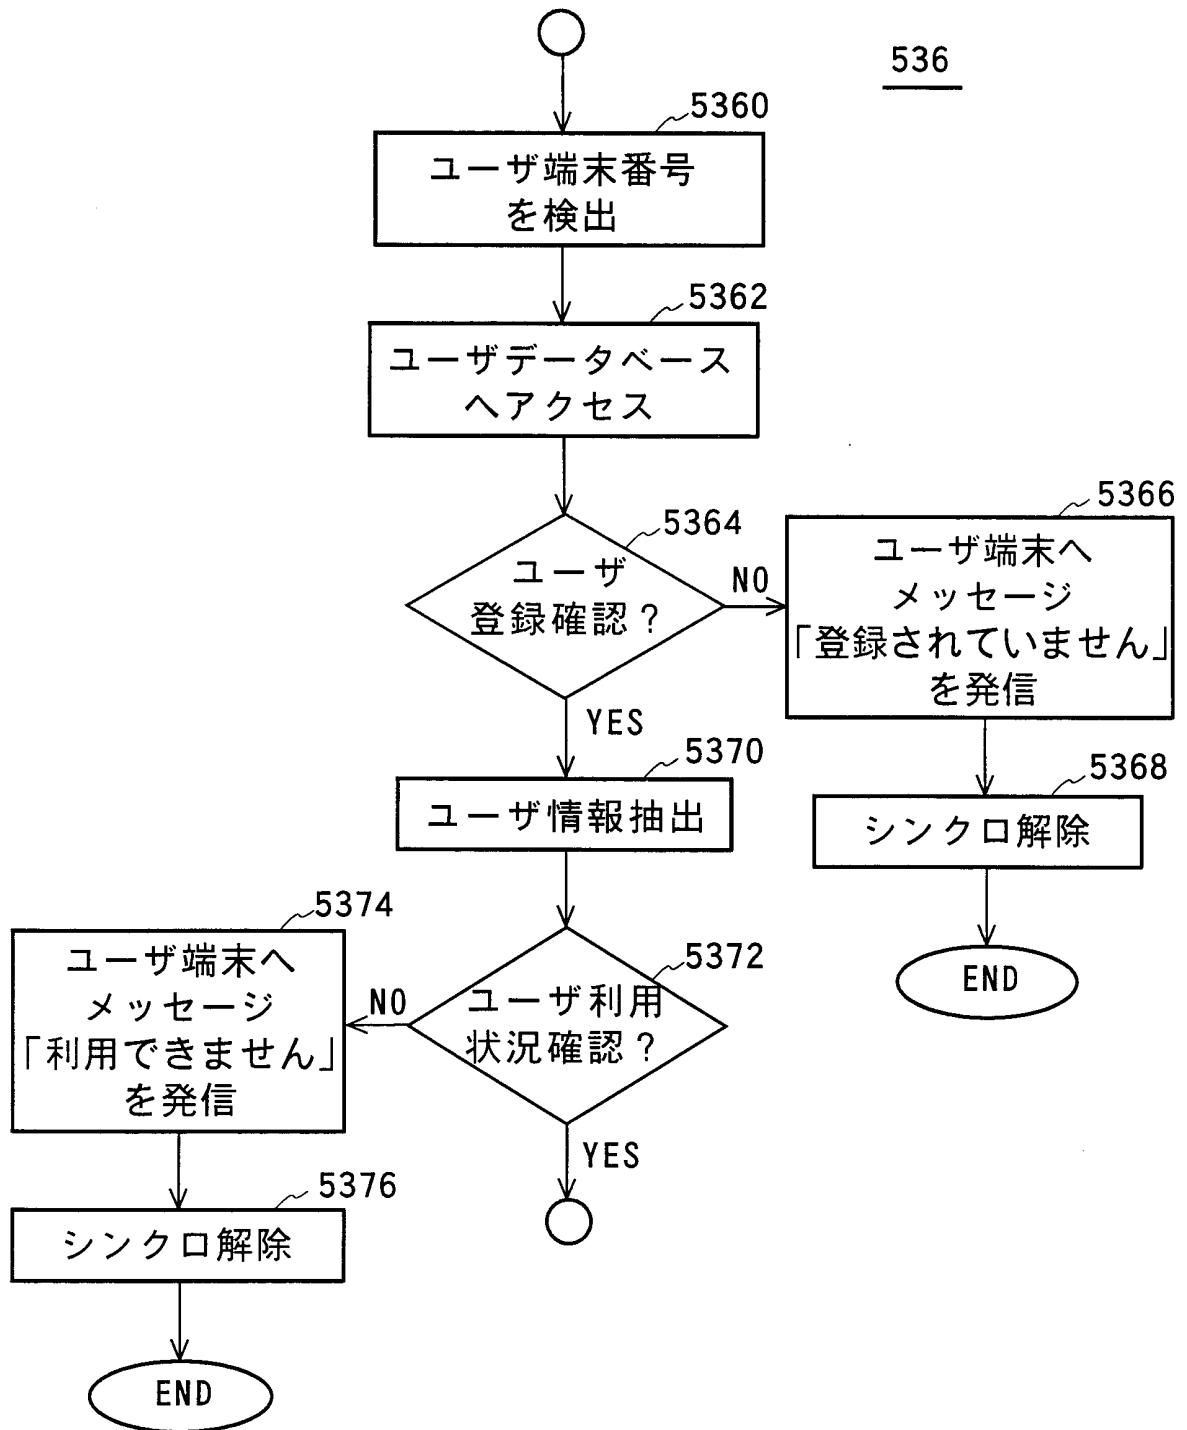 536
5360
ユーザ端末番号
を検出
5362
ユーザデータベース
へアクセス
5364
ユーザ
登録確認?
NO
5366
ユーザ端末へ
メッセージ
「登録されていません」
を発信
YES
5368
シンクロ解除
END
5370
ユーザ情報抽出
5372
ユーザ利用
状況確認?
NO
5374
ユーザ端末へ
メッセージ
「利用できません」
を発信
YES
5376
シンクロ解除
END